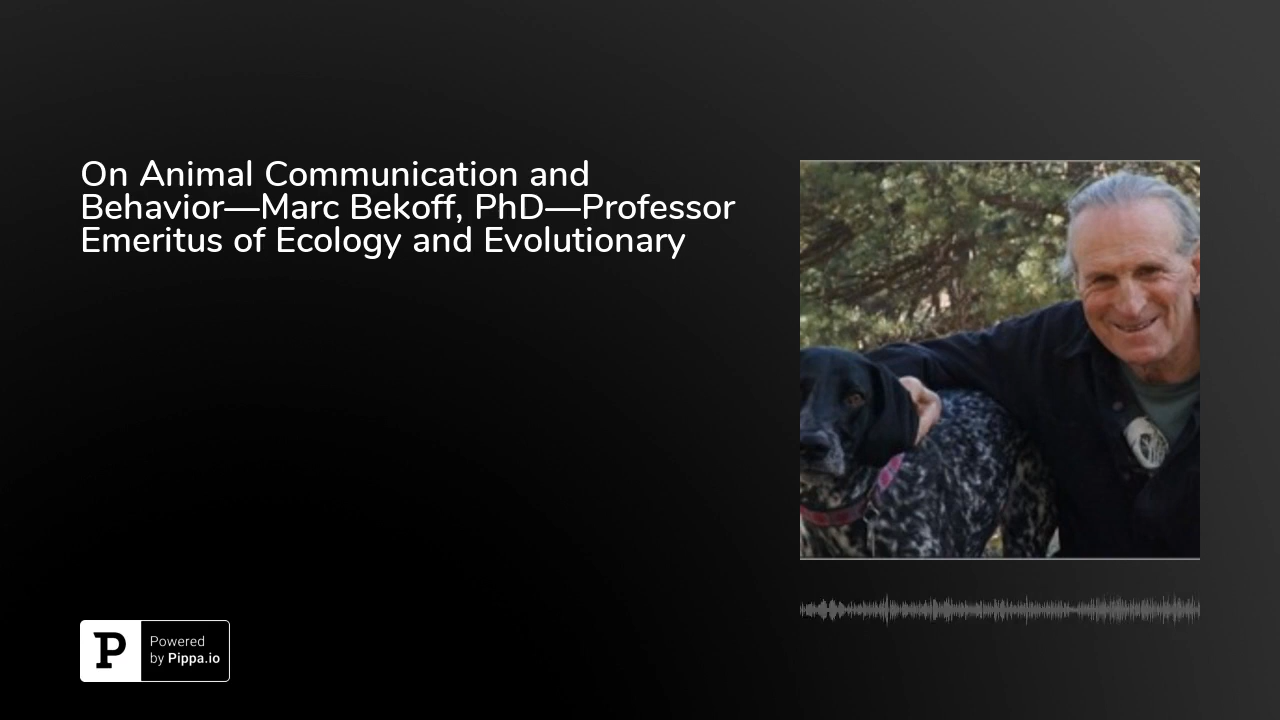 On Animal Communication and
Behavior—Marc Bekoff, PhD—Professor
Emeritus of Ecology and Evolutionary
P
Powered
by Pippa.io